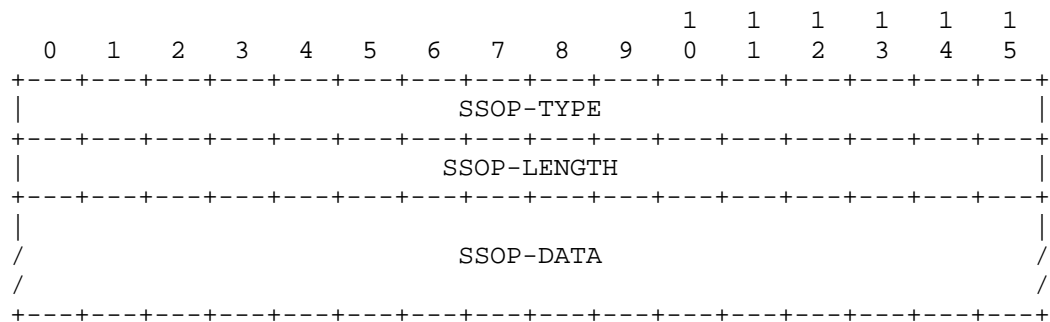 1   1   1   1   1   1
  0   1   2   3   4   5   6   7   8   9   0   1   2   3   4   5
+---+---+---+---+---+---+---+---+---+---+---+---+---+---+---+---+
|                           SSOP-TYPE                           |
+---+---+---+---+---+---+---+---+---+---+---+---+---+---+---+---+
|                          SSOP-LENGTH                          |
+---+---+---+---+---+---+---+---+---+---+---+---+---+---+---+---+
|                                                               |
/                           SSOP-DATA                           /
/                                                               /
+---+---+---+---+---+---+---+---+---+---+---+---+---+---+---+---+